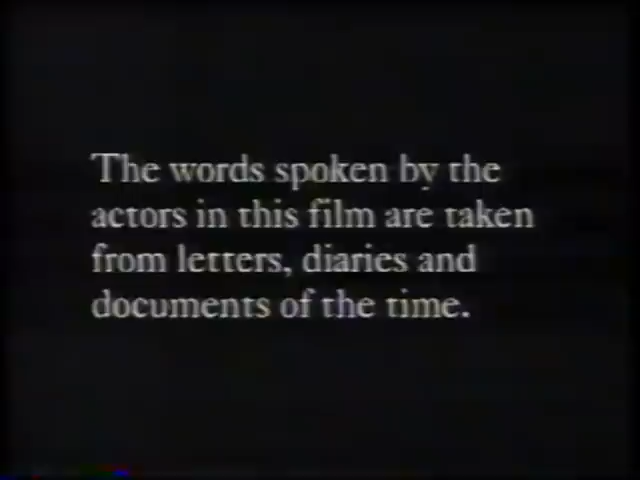 The words spoken by the
actors in this film are taken
from letters, diaries and
documents of the time.